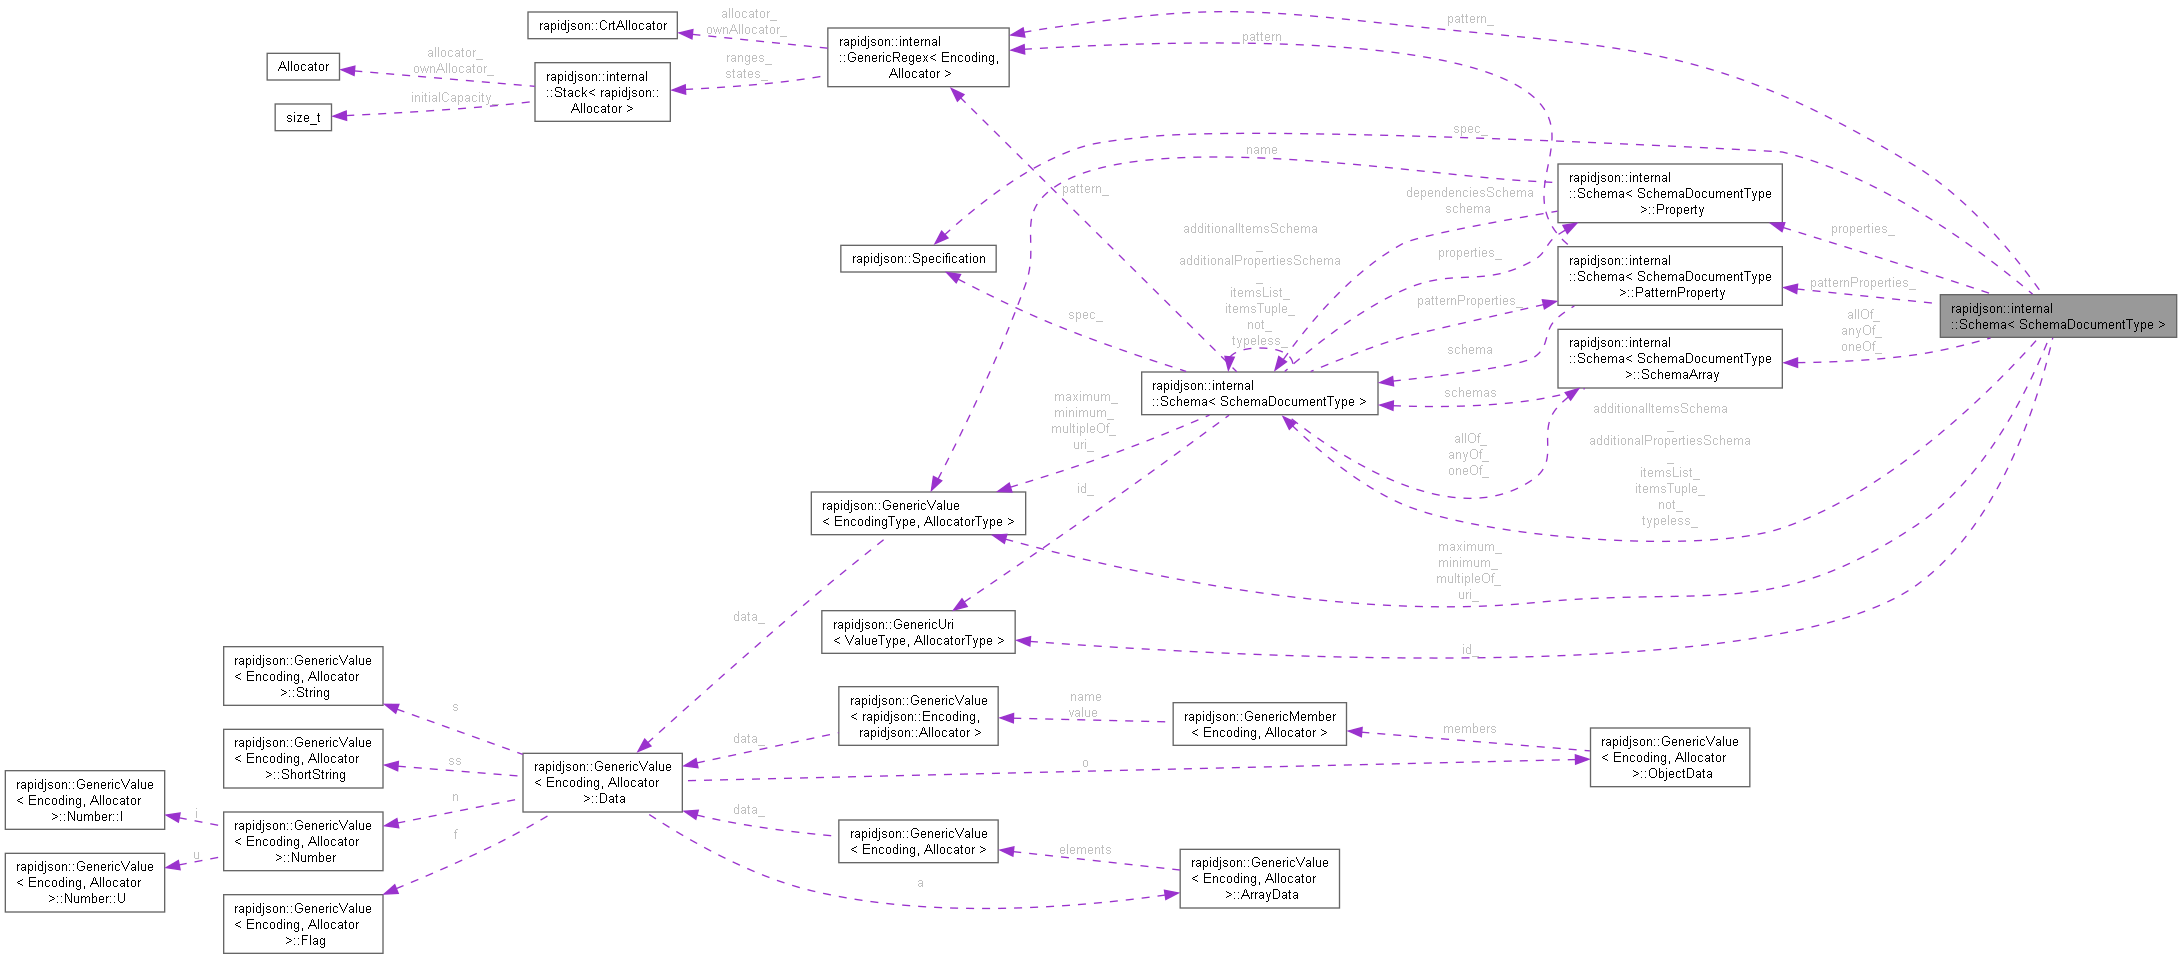 rapidjson::CrtAllocator
allocator_
ownAllocator_
rapidjson::internal
::GenericRegex< Encoding,
Allocator >
pattern_
pattern
Allocator
allocator_
ownAllocator_
initialCapacity_
size_t
rapidjson::internal
::Stack< rapidjson::
Allocator >
ranges_
states_
spec_
name
pattern_
rapidjson::internal
::Schema< SchemaDocumentType
>::Property
dependenciesSchema
schema
properties_
properties_
additionalItemsSchema
_
additionalPropertiesSchema
_
itemsList_
itemsTuple_
not_
typeless_
rapidjson::Specification
spec_
rapidjson::internal
::Schema< SchemaDocumentType
>::PatternProperty
patternProperties_
patternProperties_
rapidjson::internal
::Schema< SchemaDocumentType >
allOf_
anyOf_
oneOf_
rapidjson::internal
::Schema< SchemaDocumentType
>::SchemaArray
schema
schemas
rapidjson::internal
::Schema< SchemaDocumentType >
maximum_
minimum_
multipleOf_
uri_
allOf_
anyOf_
oneOf_
additionalItemsSchema
_
additionalPropertiesSchema
_
itemsList_
itemsTuple_
not_
typeless_
id_
rapidjson::GenericValue
< EncodingType, AllocatorType >
maximum_
minimum_
multipleOf_
uri_
rapidjson::GenericUri
< ValueType, AllocatorType >
id_
data_
rapidjson::GenericValue
< Encoding, Allocator
>::String
s
rapidjson::GenericValue
< Encoding, Allocator
>::ShortString
ss
rapidjson::GenericValue
< Encoding, Allocator
>::Number::I
i
rapidjson::GenericValue
< Encoding, Allocator
>::Number
n
rapidjson::GenericValue
< Encoding, Allocator
>::Number::U
u
rapidjson::GenericValue
< Encoding, Allocator
>::Flag
f
rapidjson::GenericValue
< Encoding, Allocator
>::Data
data_
rapidjson::GenericValue
< rapidjson::Encoding,
rapidjson::Allocator >
name
value
rapidjson::GenericMember
< Encoding, Allocator >
members
rapidjson::GenericValue
< Encoding, Allocator
>::ObjectData
o
data_
rapidjson::GenericValue
< Encoding, Allocator >
elements
rapidjson::GenericValue
< Encoding, Allocator
>::ArrayData
a